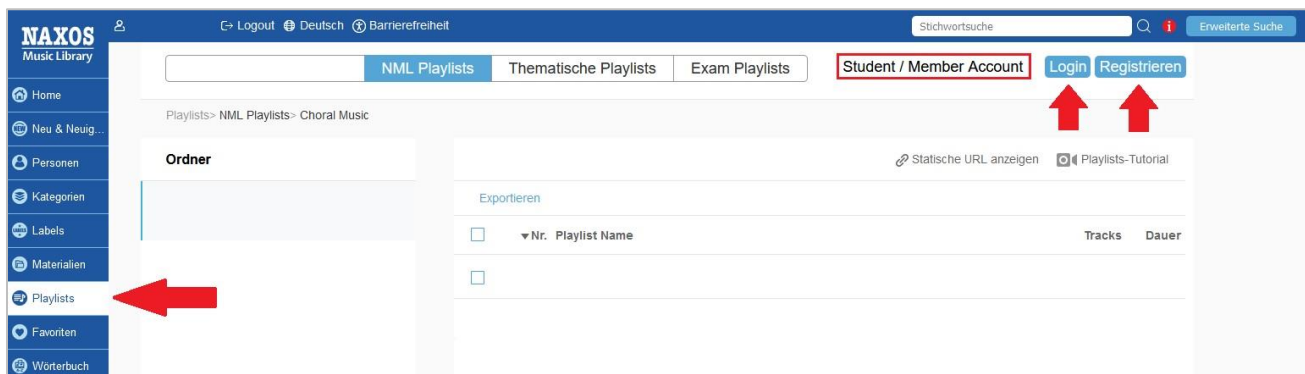 NAXOS
Music Library
Logout Deutsch Barrierefreiheit
Stichwortsuche
i
Erweiterte Suche
Home
Neu & Neuig...
Personen
Kategorien
Labels
Materialien
Playlists
Favoriten
Wörterbuch
NML Playlists Thematische Playlists Exam Playlists Student / Member Account Login Registrieren
Playlists> NML Playlists> Choral Music
Ordner
Statische URL anzeigen Playlists-Tutorial
Exportieren
Nr. Playlist Name Tracks Dauer